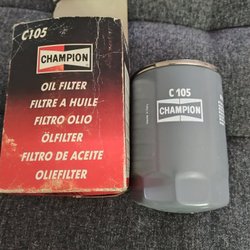 C105
CHAMPION
OIL FILTER
FILTRE A HUILE
FILTRO OLIO
ÖLFILTER
FILTRO DE ACEITE
OLIEFILTER
C 105
CHAMPION